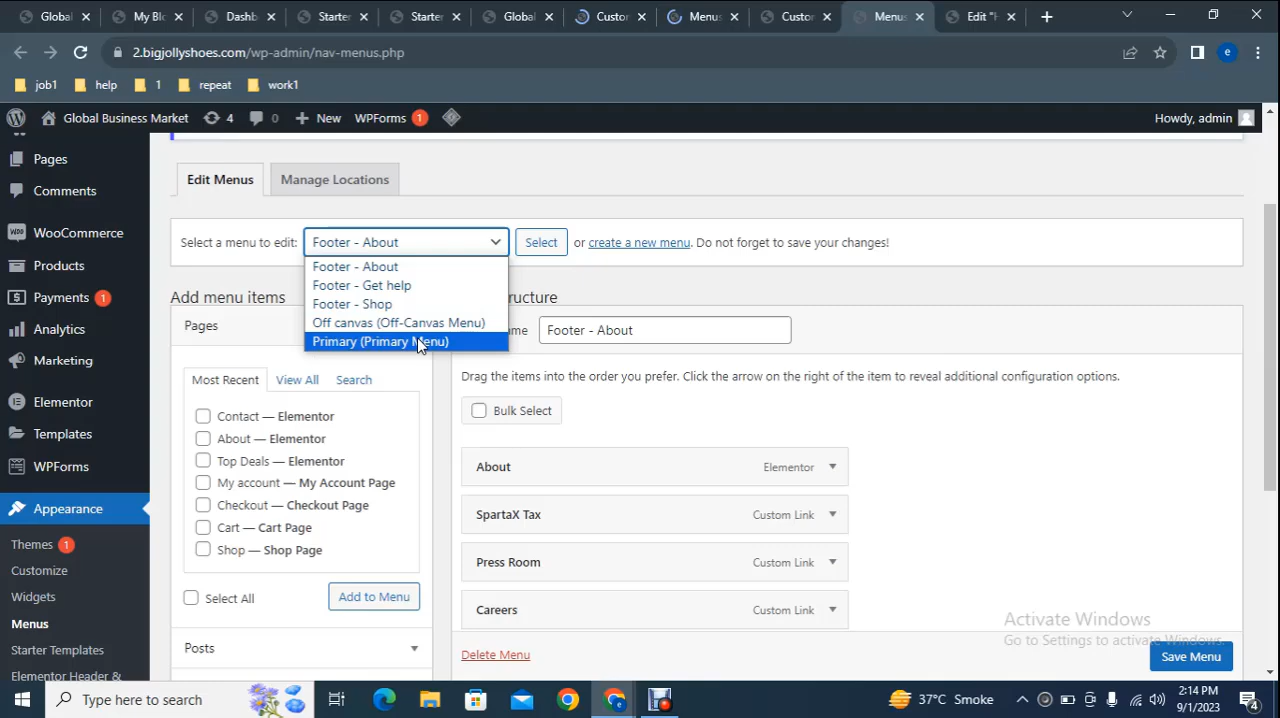 Global
My Blo
Dashb
Starter
Starter
Global
Custor
Menus
Custor
Menus
Edit "H
2.bigjollyshoes.com/wp-admin/nav-menus.php
e
job1
help
1
repeat
work1
Global Business Market
4
0
New
WPForms 1
Howdy, admin
Pages
Comments
WooCommerce
Products
Payments 1
Analytics
Marketing
Elementor
Templates
WPForms
Appearance
Themes 1
Customize
Widgets
Menus
Starter Templates
Elementor Header &
Edit Menus
Manage Locations
Select a menu to edit:
Footer - About
Select
or create a new menu. Do not forget to save your changes!
Footer - About
Footer - Get help
Footer - Shop
Off canvas (Off-Canvas Menu)
Primary (Primary Menu)
Add menu items
Pages
Most Recent
View All
Search
Contact — Elementor
About — Elementor
Top Deals — Elementor
My account — My Account Page
Checkout — Checkout Page
Cart — Cart Page
Shop — Shop Page
Select All
Add to Menu
Posts
ructure
Footer - About
Drag the items into the order you prefer. Click the arrow on the right of the item to reveal additional configuration options.
Bulk Select
About Elementor
SpartaX Tax Custom Link
Press Room Custom Link
Careers Custom Link
Delete Menu
Save Menu
Activate Windows
Go to Settings to activate Windows.
Type here to search
37°C Smoke
2:14 PM
9/1/2023
4